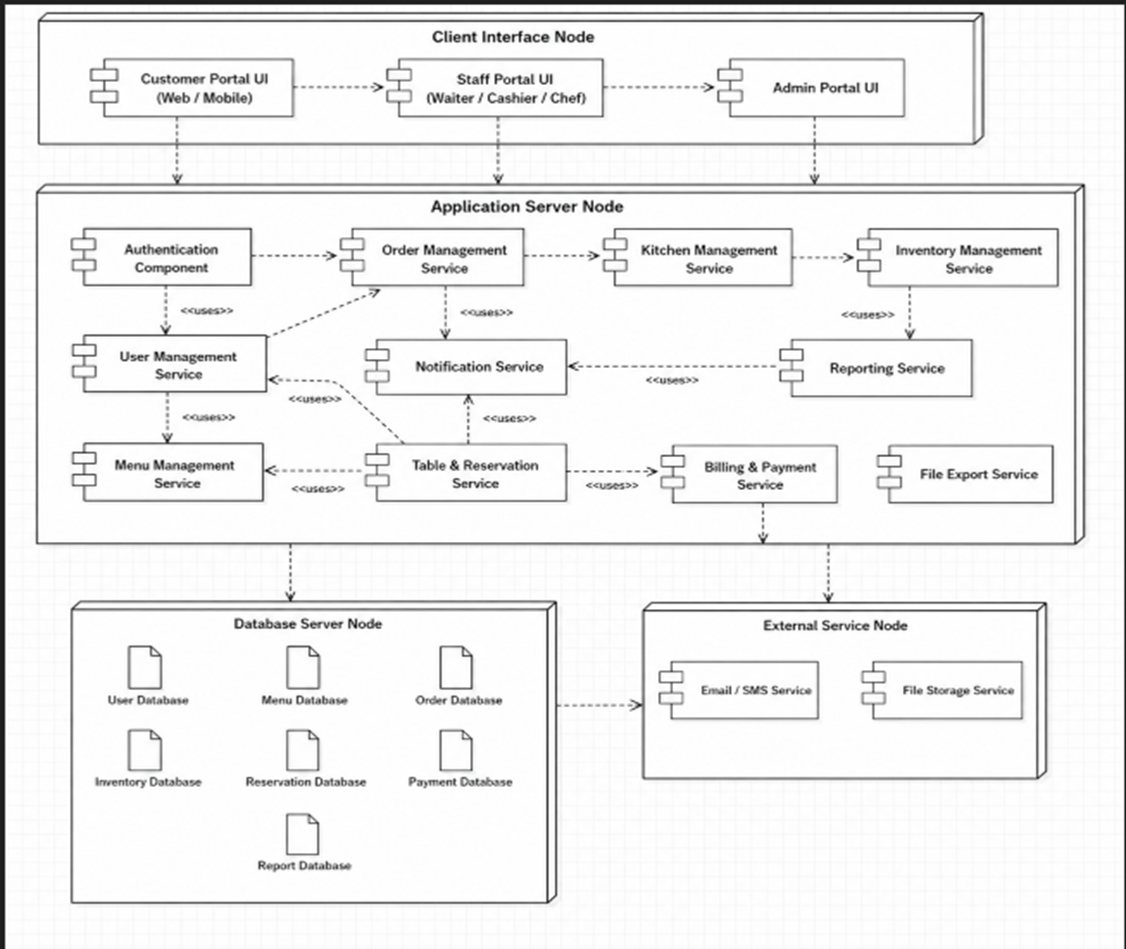 Client Interface Node
Customer Portal UI
(Web / Mobile)
Staff Portal UI
(Waiter / Cashier / Chef)
Admin Portal UI
Application Server Node
Authentication
Component
Order Management
Service
Kitchen Management
Service
Inventory Management
Service
<<uses>>
<<uses>>
<<uses>>
User Management
Service
Notification Service
Reporting Service
<<uses>>
<<uses>>
<<uses>>
<<uses>>
Menu Management
Service
Table & Reservation
Service
Billing & Payment
Service
File Export Service
<<uses>>
<<uses>>
Database Server Node
User Database
Menu Database
Order Database
Inventory Database
Reservation Database
Payment Database
Report Database
External Service Node
Email / SMS Service
File Storage Service